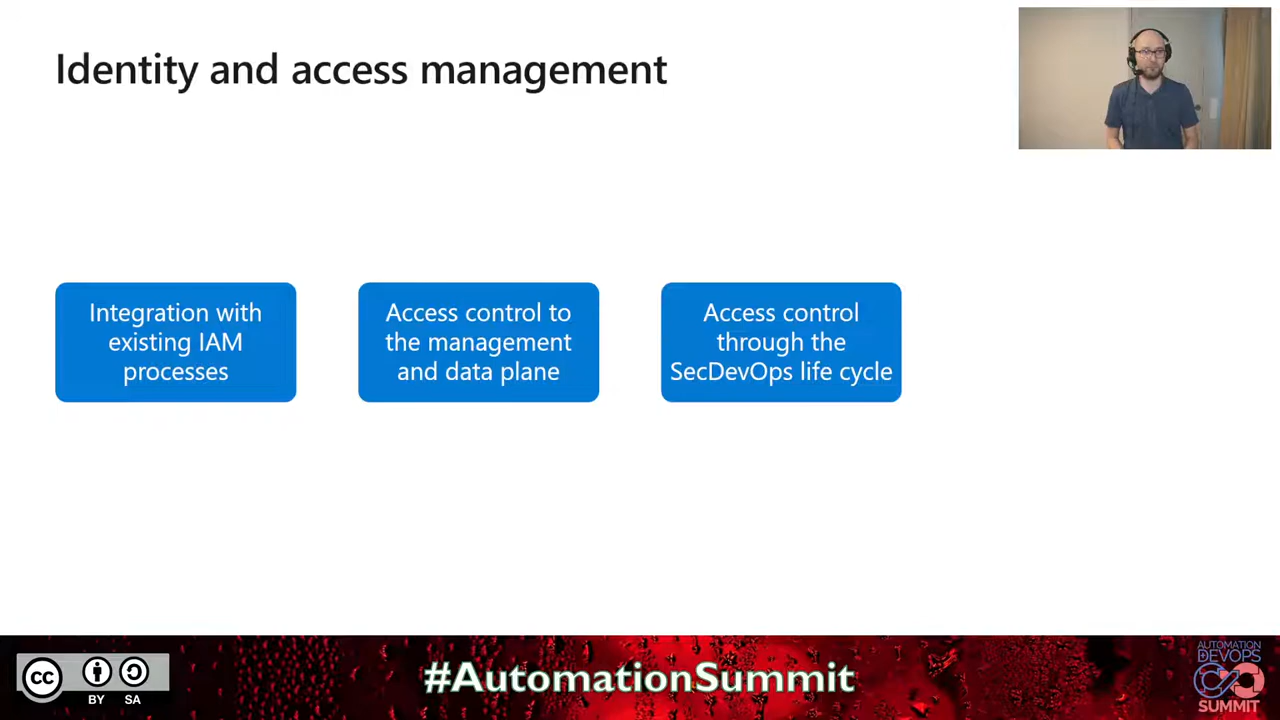 Identity and access management
Integration with
existing IAM
processes
Access control to
the management
and data plane
Access control
through the
SecDevOps life cycle
cc
BY
SA
#AutomationSummit
AUTOMATION
DEVOPS
SUMMIT